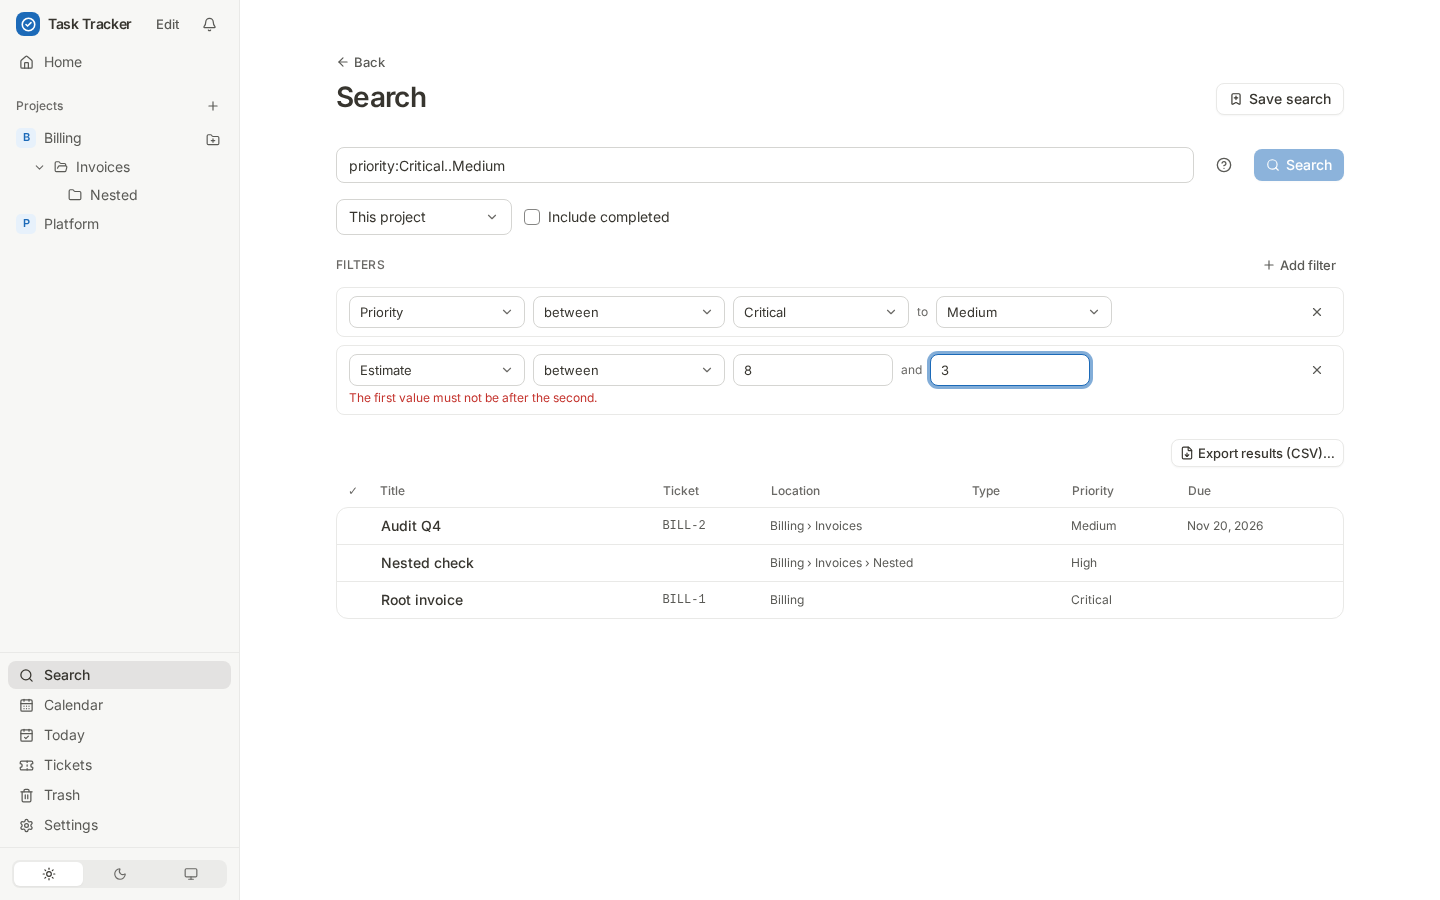 Task Tracker Edit
Home
Projects
B Billing
Invoices
Nested
P Platform
Search
Calendar
Today
Tickets
Trash
Settings
Back
Search
Save search
priority:Critical..Medium
Search
This project
Include completed
FILTERS
Add filter
Priority between Critical to Medium
Estimate between 8 and 3
The first value must not be after the second.
Export results (CSV)...
✓ Title Ticket Location Type Priority Due
Audit Q4 BILL-2 Billing › Invoices Medium Nov 20, 2026
Nested check Billing › Invoices › Nested High
Root invoice BILL-1 Billing Critical